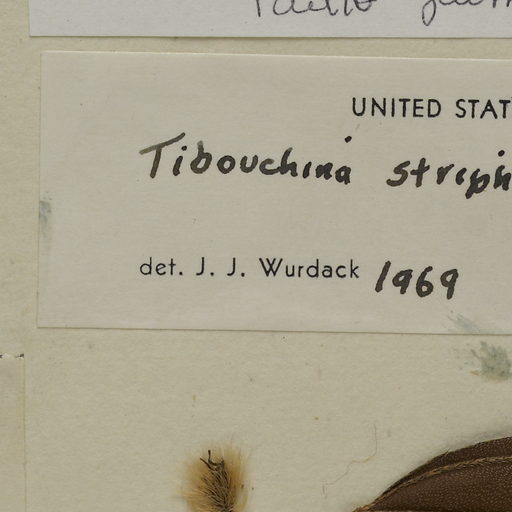 UNITED STAT
Tibouchina striph
det. J. J. Wurdack 1969